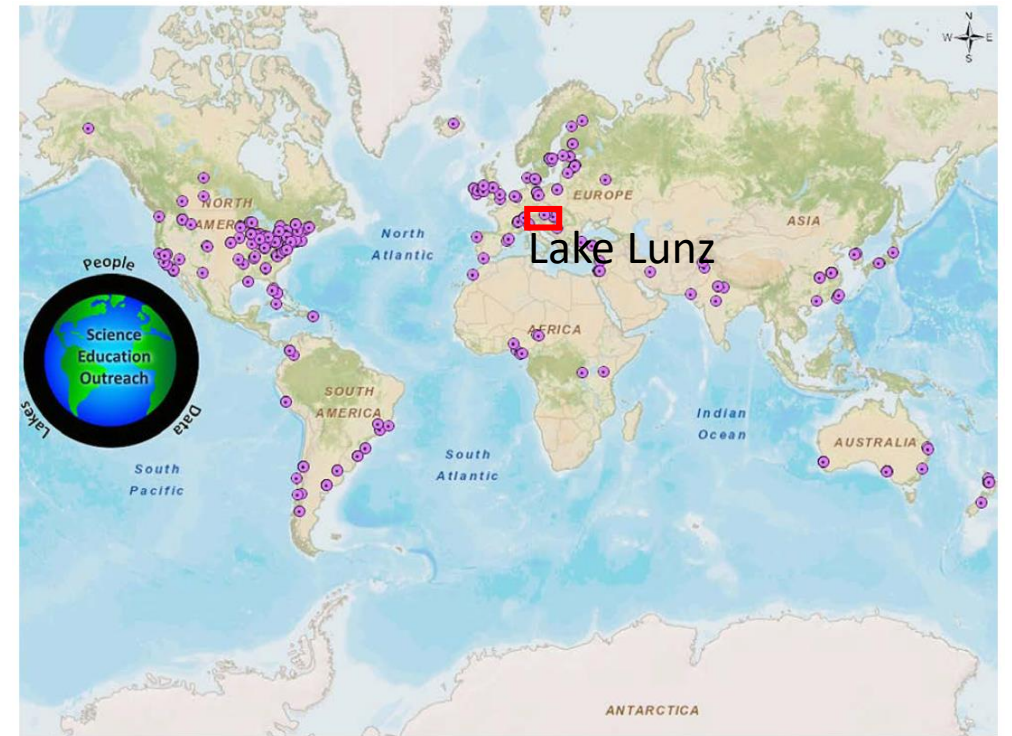 N
W E
S
NORTH
AMER
EUROPE
ASIA
North
Atlantic
Lake Lunz
People
Science
Education
Outreach
Lakes
Data
AFRICA
SOUTH
AMERICA
Indian
Ocean
South
Atlantic
AUSTRALIA
South
Pacific
ANTARCTICA